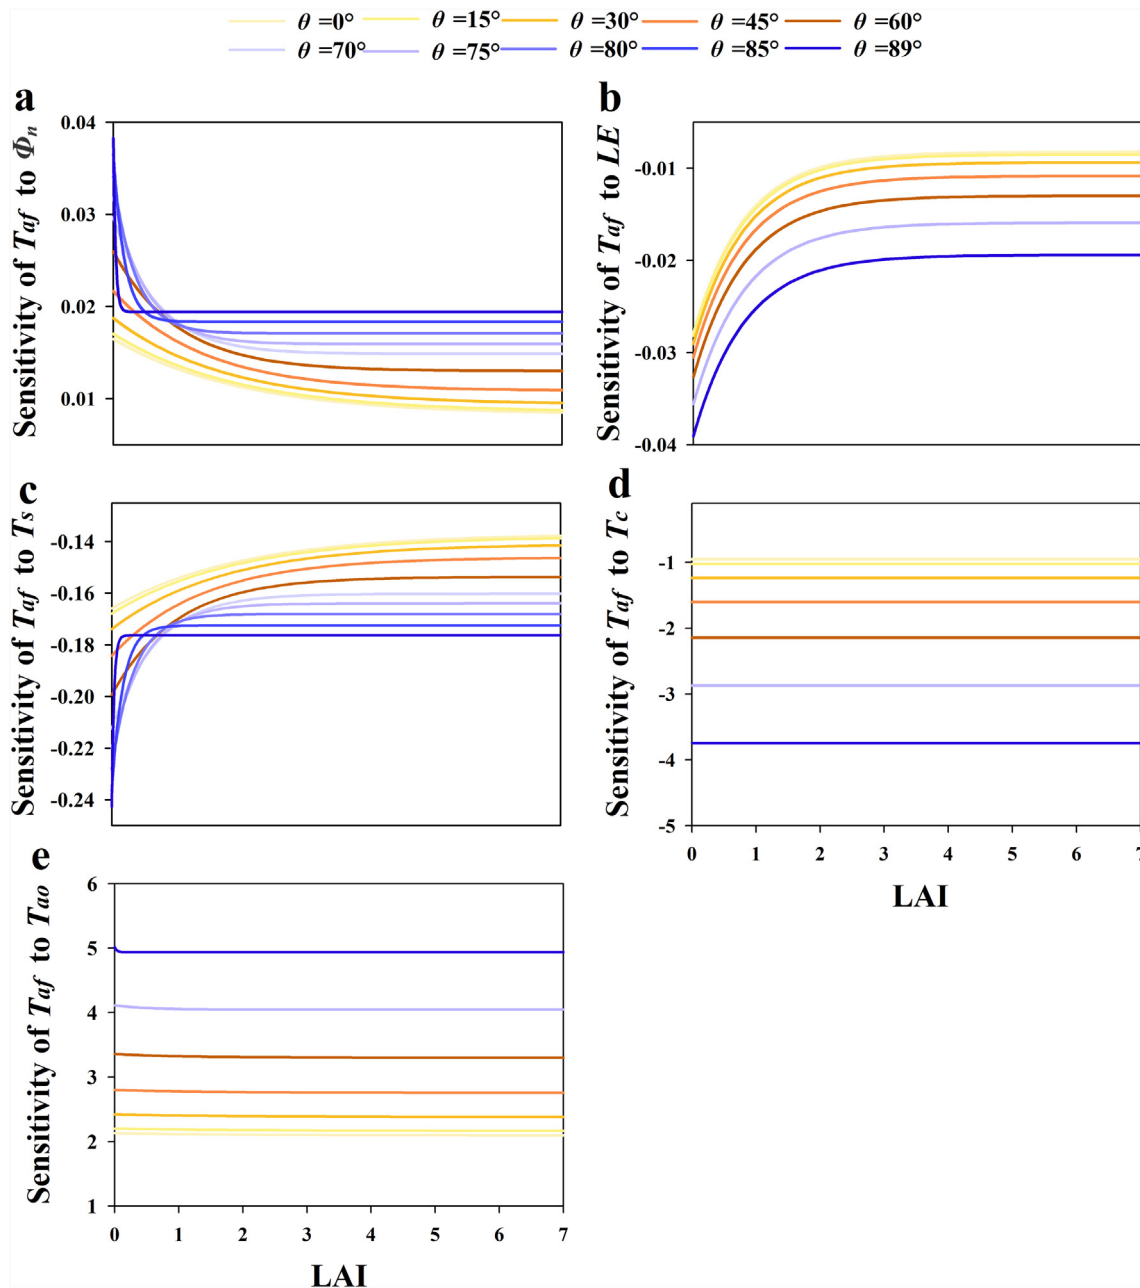 θ =0° θ =15° θ =30° θ =45° θ =60°
θ =70° θ =75° θ =80° θ =85° θ =89°
a
Sensitivity of Taf to Φn
0.04
0.03
0.02
0.01
b
Sensitivity of Taf to LE
-0.01
-0.02
-0.03
-0.04
c
Sensitivity of Taf to Ts
-0.14
-0.16
-0.18
-0.20
-0.22
-0.24
d
Sensitivity of Taf to Tc
-1
-2
-3
-4
-5
0 1 2 3 4 5 6 7
LAI
e
Sensitivity of Taf to Tao
6
5
4
3
2
1
0 1 2 3 4 5 6 7
LAI